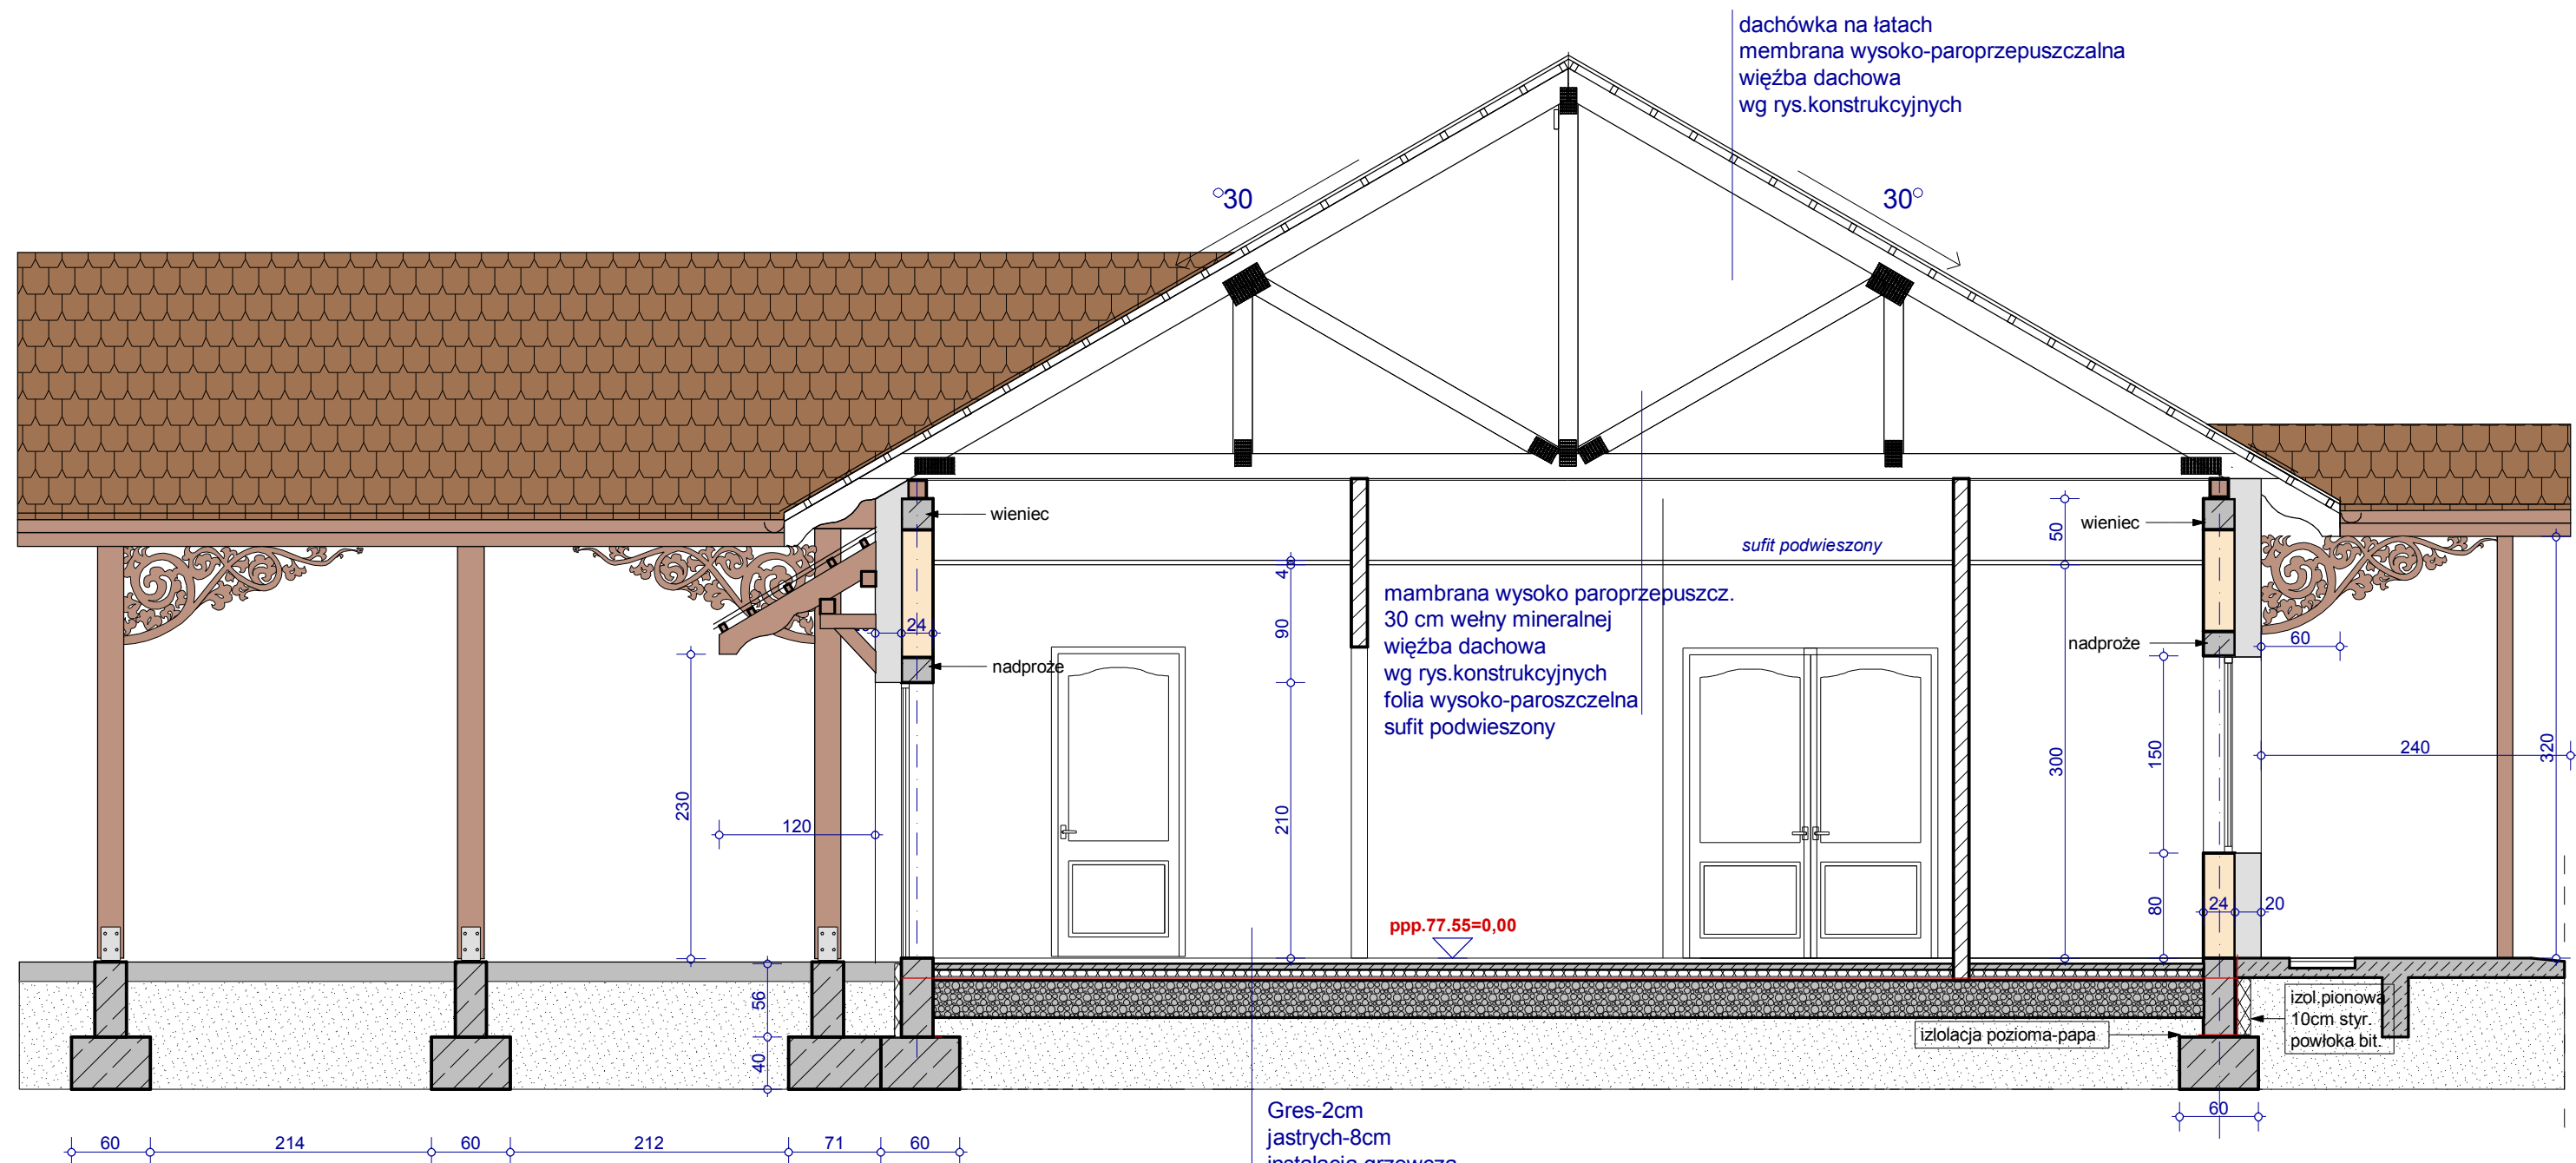 dachówka na łatach
membrana wysoko-paroprzepuszczalna
więźba dachowa
wg rys.konstrukcyjnych
°30
30°
wieniec
sufit podwieszony
wieniec
50
4
mambrana wysoko paroprzepuszcz.
30 cm wełny mineralnej
więźba dachowa
wg rys.konstrukcyjnych
folia wysoko-paroszczelna
sufit podwieszony
24
90
nadproże
nadproże
60
230
120
210
300
150
240
320
80
24
20
ppp.77.55=0,00
56
40
izol.pionowa
10cm styr.
powłoka bit.
izlolacja pozioma-papa
60
Gres-2cm
jastrych-8cm
instalacja grzewcza
60
214
60
212
71
60